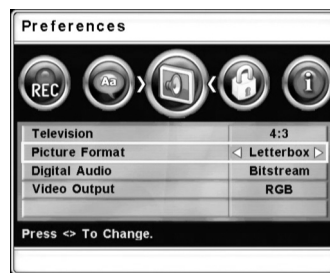 Preferences
REC
Aa
i
Television 4:3
Picture Format Letterbox
Digital Audio Bitstream
Video Output RGB
Press <> To Change.